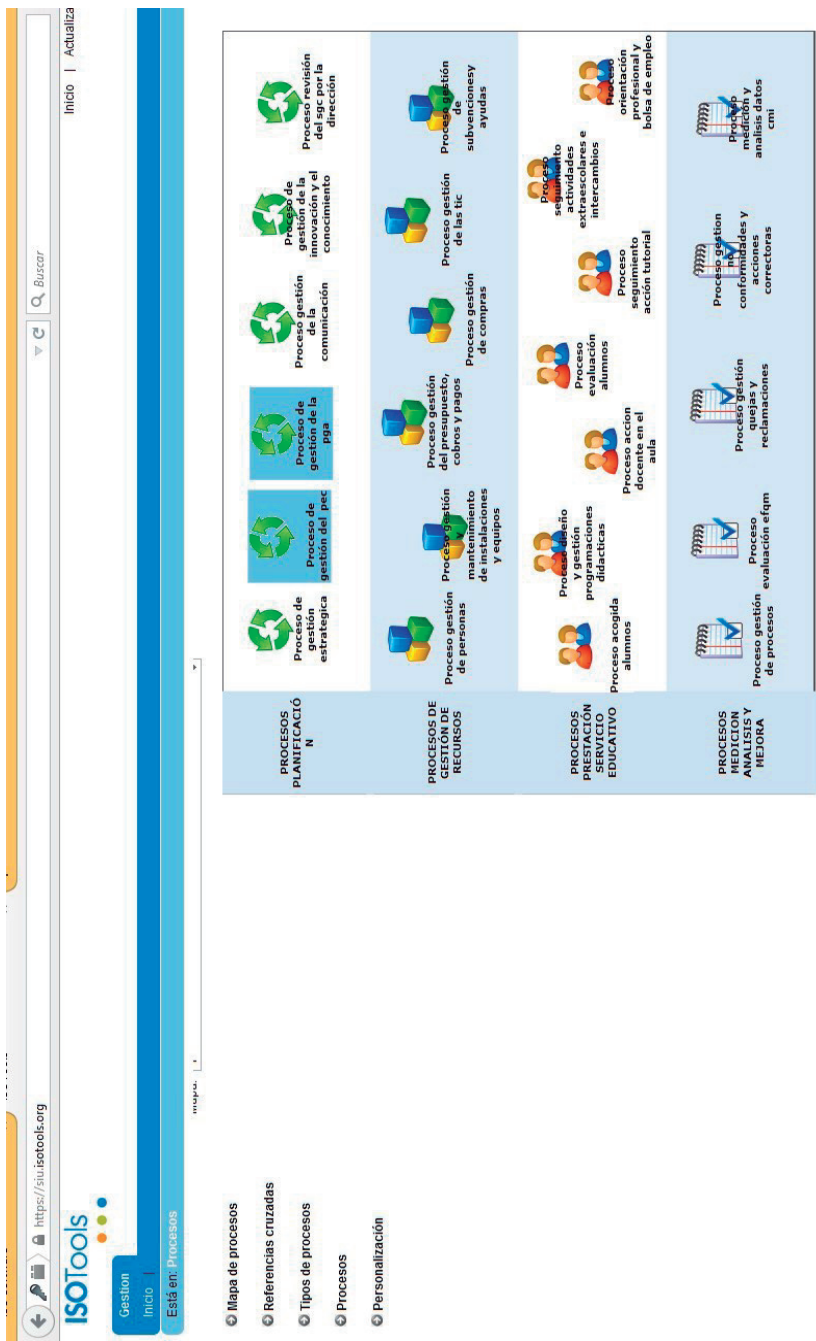 https://siu.isotools.org
Buscar
ISOTools
Inicio | Actualiza
Gestion
Inicio |
Está en: Procesos
Mapa de procesos
Referencias cruzadas
Tipos de procesos
Procesos
Personalización
PROCESOS
PLANIFICACIÓ
N
Proceso de
gestión
estrategica
Proceso de
gestión del pec
Proceso de
gestión de la
pga
Proceso gestión
de la
comunicación
Proceso de
gestión de la
innovación y el
conocimiento
Proceso revisión
del sgc por la
dirección
PROCESOS DE
GESTIÓN DE
RECURSOS
Proceso gestión
de personas
Proceso gestión
y
mantenimiento
de instalaciones
y equipos
Proceso gestión
del presupuesto,
cobros y pagos
Proceso gestión
de compras
Proceso gestión
de las tic
Proceso gestión
de
subvencionesy
ayudas
PROCESOS
PRESTACIÓN
SERVICIO
EDUCATIVO
Proceso acogida
alumnos
Proceso diseño
y gestión
programaciones
didacticas
Proceso accion
docente en el
aula
Proceso
evaluación
alumnos
Proceso
seguimiento
acción tutorial
Proceso
seguimiento
actividades
extraescolares e
intercambios
Proceso
orientación
profesional y
bolsa de empleo
PROCESOS
MEDICION
ANALISIS Y
MEJORA
Proceso gestión
de procesos
Proceso
evaluación efqm
Proceso gestión
quejas y
reclamaciones
Proceso gestion
no
conformidades y
acciones
correctoras
Proceso
medición y
analisis datos
cmi